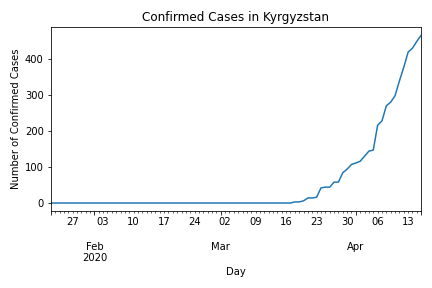 Confirmed Cases in Kyrgyzstan
Number of Confirmed Cases
400
300
200
100
0
27 03 10 17 24 02 09 16 23 30 06 13
Feb Mar Apr
2020
Day